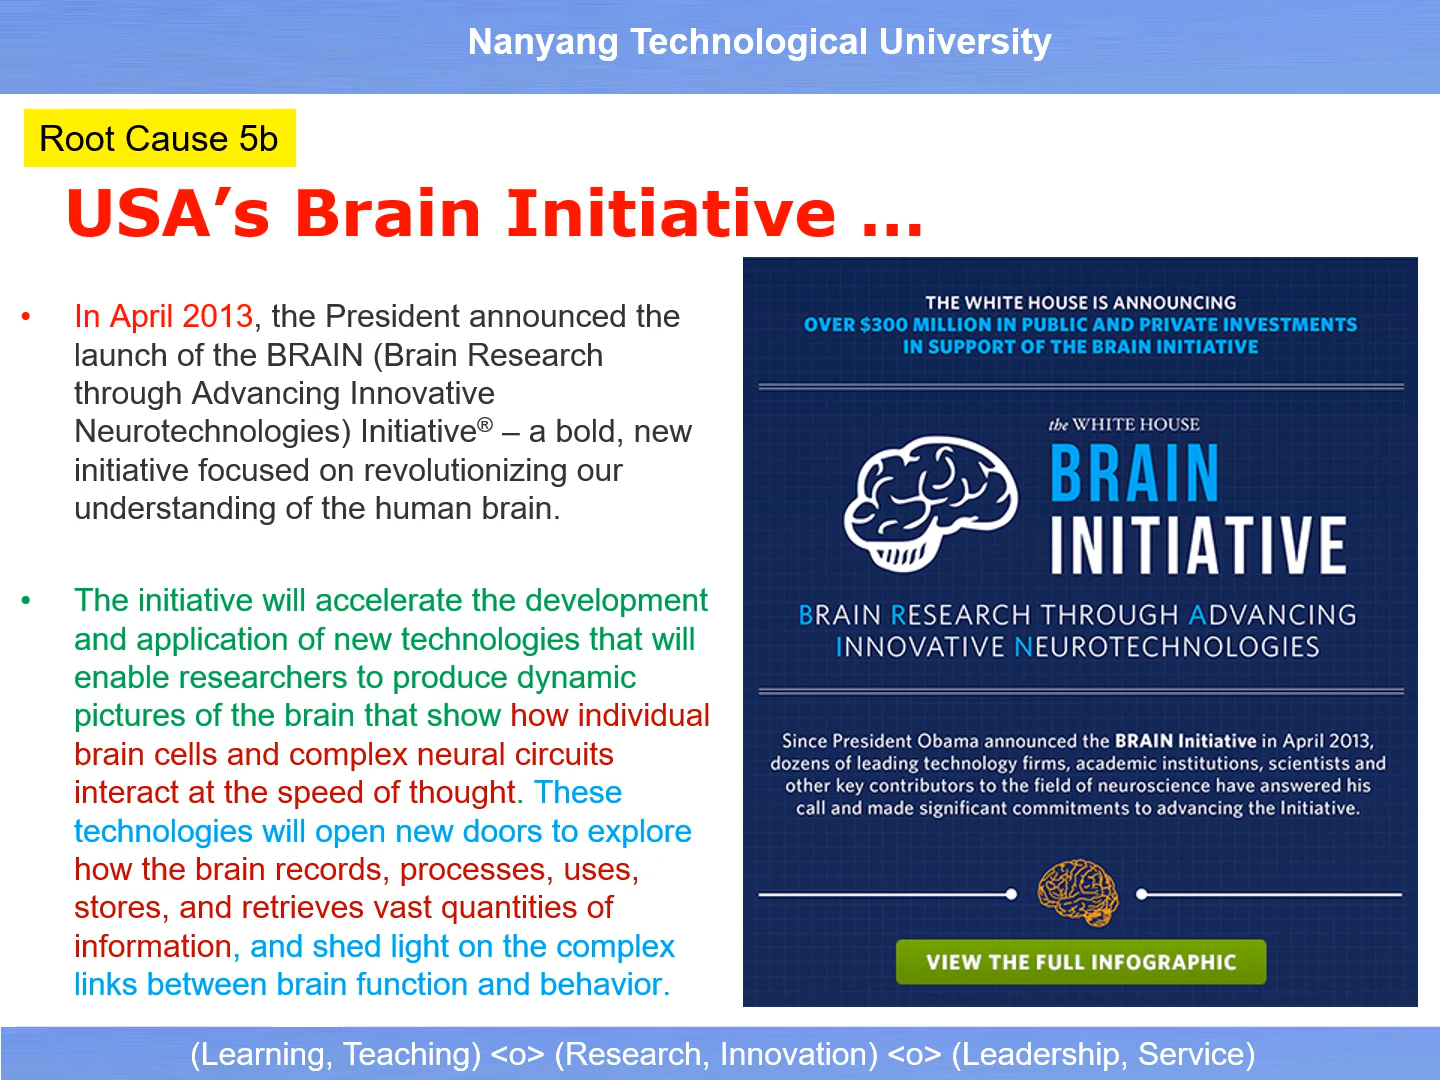 Nanyang Technological University
Root Cause 5b
USA’s Brain Initiative ...
• In April 2013, the President announced the
launch of the BRAIN (Brain Research
through Advancing Innovative
Neurotechnologies) Initiative® – a bold, new
initiative focused on revolutionizing our
understanding of the human brain.
• The initiative will accelerate the development
and application of new technologies that will
enable researchers to produce dynamic
pictures of the brain that show how individual
brain cells and complex neural circuits
interact at the speed of thought. These
technologies will open new doors to explore
how the brain records, processes, uses,
stores, and retrieves vast quantities of
information, and shed light on the complex
links between brain function and behavior.
THE WHITE HOUSE IS ANNOUNCING
OVER $300 MILLION IN PUBLIC AND PRIVATE INVESTMENTS
IN SUPPORT OF THE BRAIN INITIATIVE
the WHITE HOUSE
BRAIN
INITIATIVE
BRAIN RESEARCH THROUGH ADVANCING
INNOVATIVE NEUROTECHNOLOGIES
Since President Obama announced the BRAIN Initiative in April 2013,
dozens of leading technology firms, academic institutions, scientists and
other key contributors to the field of neuroscience have answered his
call and made significant commitments to advancing the Initiative.
VIEW THE FULL INFOGRAPHIC
(Learning, Teaching) <o> (Research, Innovation) <o> (Leadership, Service)